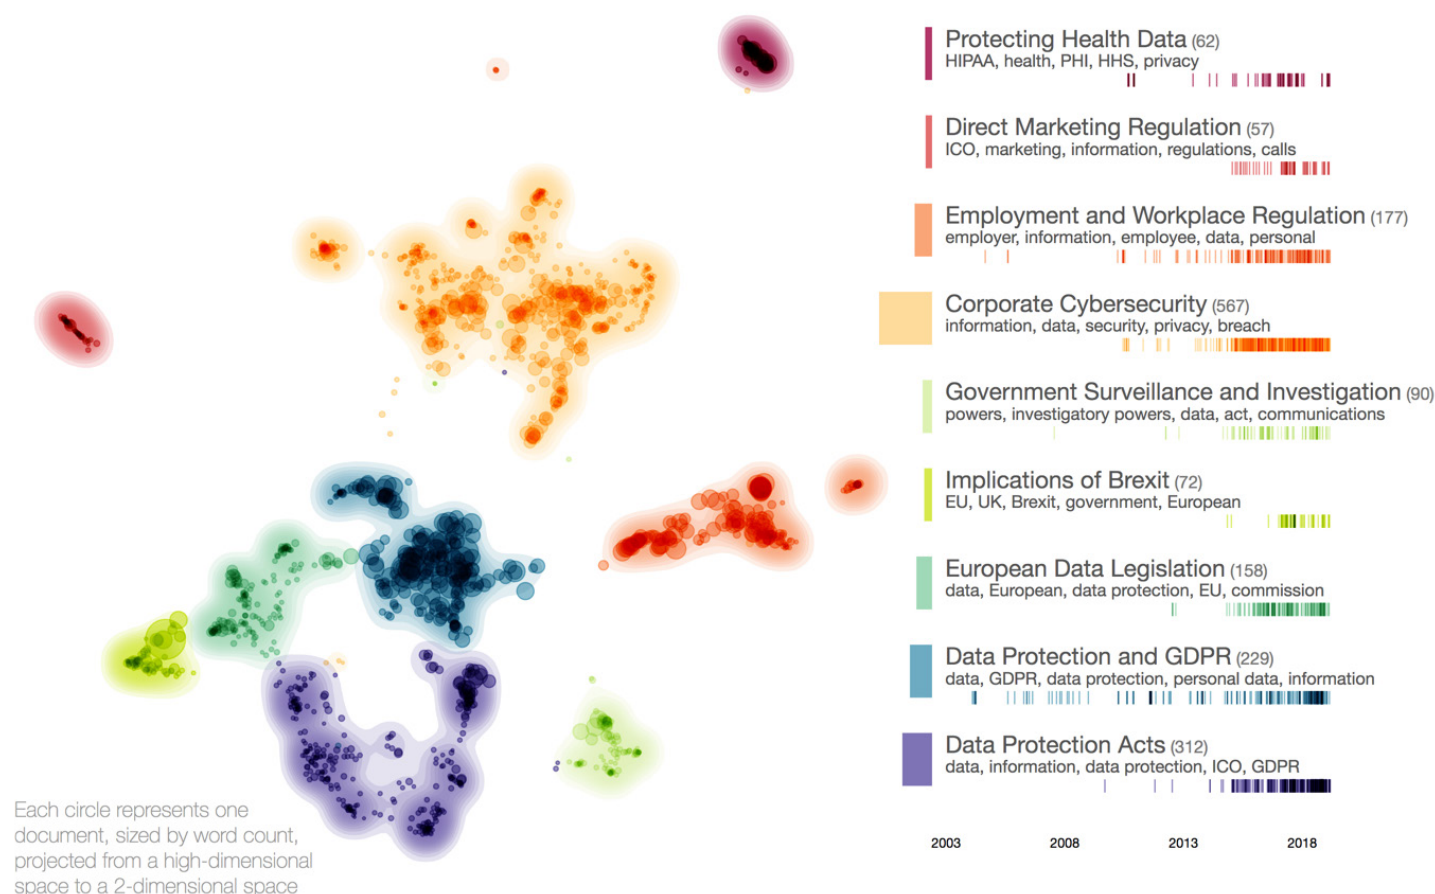 Protecting Health Data (62)
HIPAA, health, PHI, HHS, privacy
Direct Marketing Regulation (57)
ICO, marketing, information, regulations, calls
Employment and Workplace Regulation (177)
employer, information, employee, data, personal
Corporate Cybersecurity (567)
information, data, security, privacy, breach
Government Surveillance and Investigation (90)
powers, investigatory powers, data, act, communications
Implications of Brexit (72)
EU, UK, Brexit, government, European
European Data Legislation (158)
data, European, data protection, EU, commission
Data Protection and GDPR (229)
data, GDPR, data protection, personal data, information
Data Protection Acts (312)
data, information, data protection, ICO, GDPR
2003 2008 2013 2018
Each circle represents one
document, sized by word count,
projected from a high-dimensional
space to a 2-dimensional space